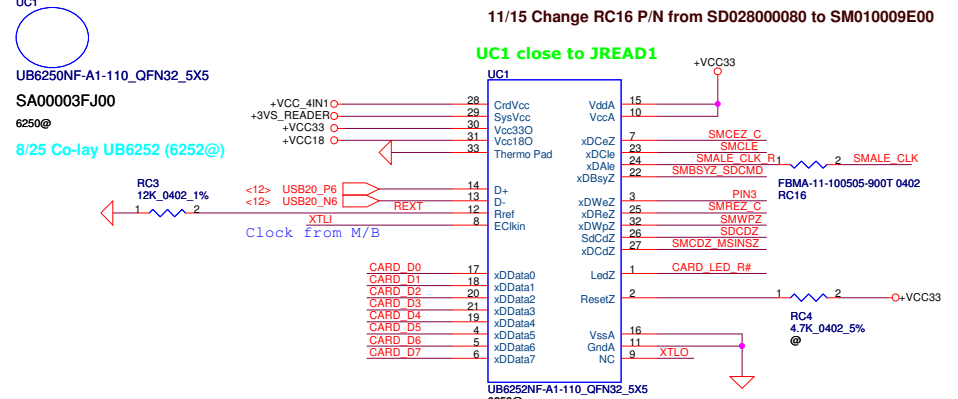 UC1
11/15 Change RC16 P/N from SD028000080 to SM010009E00
UC1 close to JREAD1
UB6250NF-A1-110_QFN32_5X5
SA00003FJ00
6250@
8/25 Co-lay UB6252 (6252@)
UC1
+VCC33
+VCC_4IN1 28 CrdVcc
+3VS_READER 29 SysVcc
+VCC33 30 Vcc33O
+VCC18 31 Vcc18O
33 Thermo Pad
VddA 15
VccA 10
xDCeZ 7 SMCEZ_C
xDCle 23 SMCLE
xDAle 24 SMALE_CLK_R 1 2 SMALE_CLK
xDBsyZ 22 SMBSYZ_SDCMD
FBMA-11-100505-900T 0402
RC16
RC3
12K_0402_1%
1 2
<12> USB20_P6 14 D+
<12> USB20_N6 13 D-
REXT 12 Rref
XTLI 8 EClkin
Clock from M/B
xDWeZ 3 PIN3
xDReZ 25 SMREZ_C
xDWpZ 32 SMWPZ
SdCdZ 26 SDCDZ
xDCdZ 27 SMCDZ_MSINSZ
CARD_D0 17 xDData0
CARD_D1 18 xDData1
CARD_D2 20 xDData2
CARD_D3 21 xDData3
CARD_D4 19 xDData4
CARD_D5 4 xDData5
CARD_D6 5 xDData6
CARD_D7 6 xDData7
LedZ 1 CARD_LED_R#
ResetZ 2 1 2 +VCC33
RC4
4.7K_0402_5%
@
VssA 16
GndA 11
NC 9 XTLO
UB6252NF-A1-110_QFN32_5X5